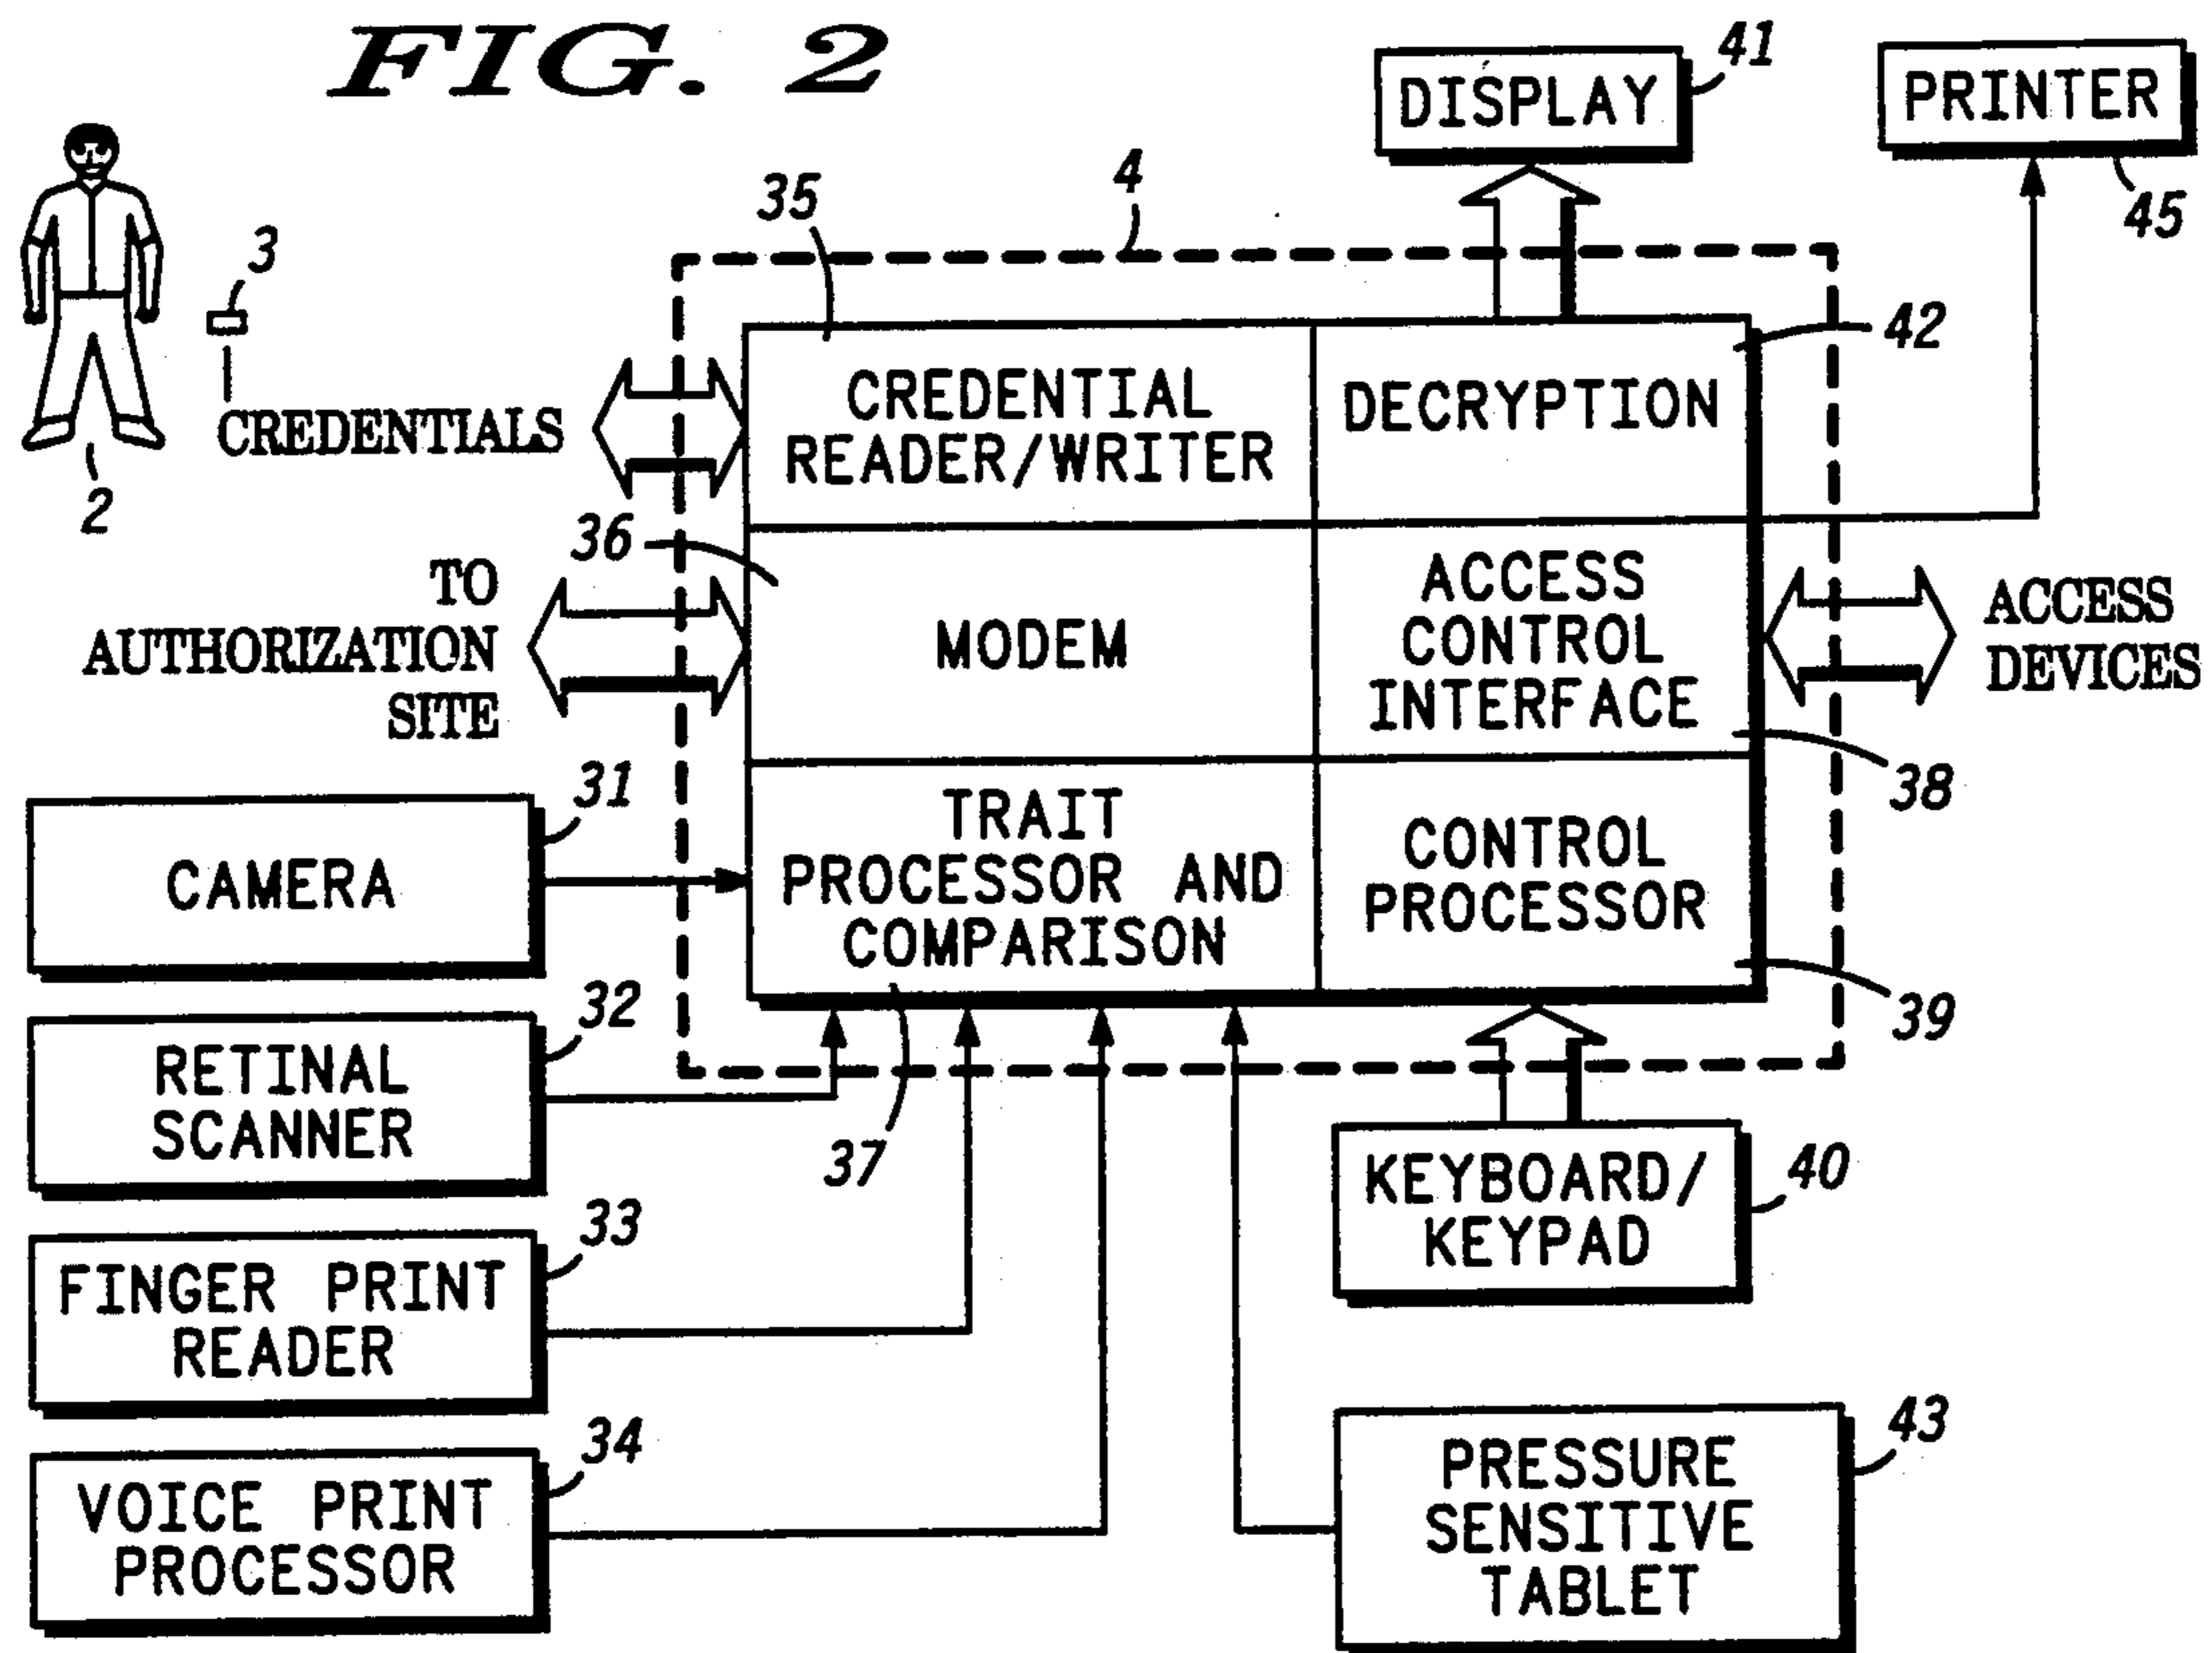 FIG. 2
DISPLAY
41
PRINTER
45
4
35
3
42
CREDENTIALS
2
CREDENTIAL
READER/WRITER
DECRYPTION
36
TO
AUTHORIZATION
SITE
MODEM
ACCESS
CONTROL
INTERFACE
ACCESS
DEVICES
38
31
CAMERA
TRAIT
PROCESSOR AND
COMPARISON
CONTROL
PROCESSOR
39
32
RETINAL
SCANNER
37
KEYBOARD/
KEYPAD
40
33
FINGER PRINT
READER
34
VOICE PRINT
PROCESSOR
43
PRESSURE
SENSITIVE
TABLET